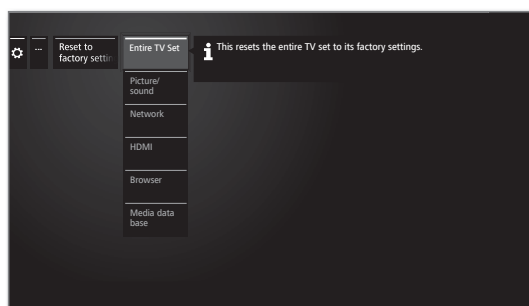 ...
Reset to
factory settin
Entire TV Set
This resets the entire TV set to its factory settings.
Picture/
sound
Network
HDMI
Browser
Media data
base